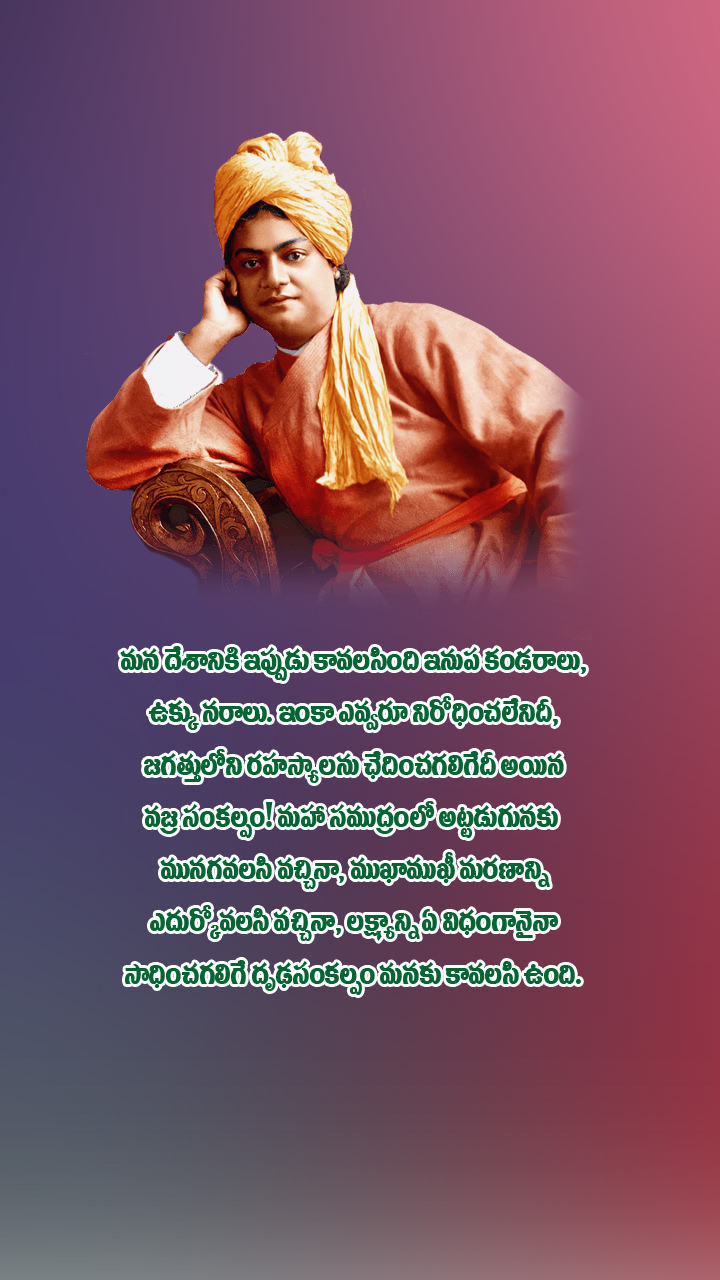 మన దేశానికి ఇప్పుడు కావలసింది ఇనుప కండరాలు,
ఉక్కు నరాలు. ఇంకా ఎవ్వరూ నిరోధించలేనిదీ,
జగత్తులోని రహస్యాలను ఛేదించగలిగేదీ అయిన
వజ్ర సంకల్పం! మహా సముద్రంలో అట్టడుగునకు
మునగవలసి వచ్చినా, ముఖాముఖీ మరణాన్ని
ఎదుర్కోవలసి వచ్చినా, లక్ష్యాన్ని ఏ విధంగానైనా
సాధించగలిగే దృఢసంకల్పం మనకు కావలసి ఉంది.